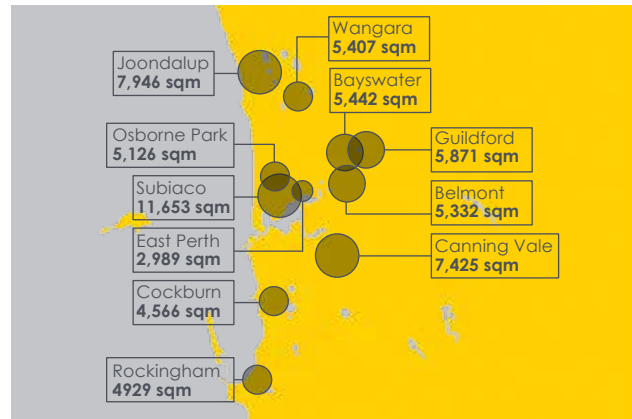 Wangara
5,407 sqm
Joondalup
7,946 sqm
Bayswater
5,442 sqm
Osborne Park
5,126 sqm
Guildford
5,871 sqm
Subiaco
11,653 sqm
Belmont
5,332 sqm
East Perth
2,989 sqm
Canning Vale
7,425 sqm
Cockburn
4,566 sqm
Rockingham
4929 sqm